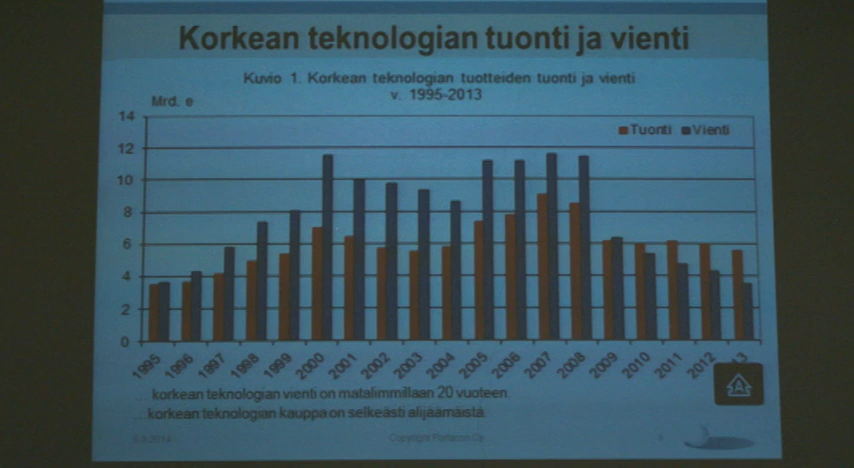 Korkean teknologian tuonti ja vienti
Kuvio 1. Korkean teknologian tuotteiden tuonti ja vienti
v. 1995-2013
Mrd. e
Tuonti Vienti
14
12
10
8
6
4
2
0
1995 1996 1997 1998 1999 2000 2001 2002 2003 2004 2005 2006 2007 2008 2009 2010 2011 2012 13
... korkean teknologian vienti on matalimmillaan 20 vuoteen.
...korkean teknologian kauppa on selkeästi alijäämäistä.
2014 Copyright Oy